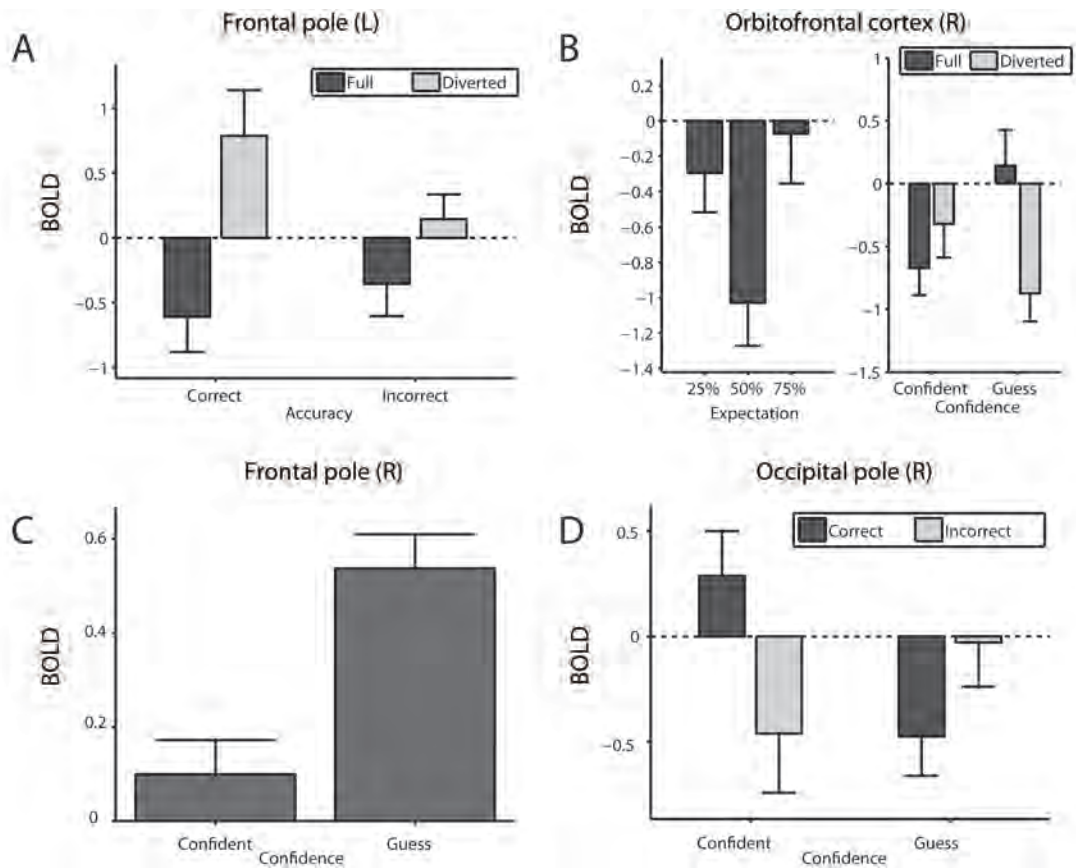 A
Frontal pole (L)
Full
Diverted
BOLD
1
0.5
0
−0.5
−1
Correct
Incorrect
Accuracy
B
Orbitofrontal cortex (R)
BOLD
0.2
0
−0.2
−0.4
−0.6
−0.8
−1
−1.2
−1.4
25%
50%
75%
Expectation
Full
Diverted
1
0.5
0
−0.5
−1
−1.5
Confident
Guess
Confidence
C
Frontal pole (R)
BOLD
0.6
0.4
0.2
0
Confident
Guess
Confidence
D
Occipital pole (R)
Correct
Incorrect
BOLD
0.5
0
−0.5
Confident
Guess
Confidence